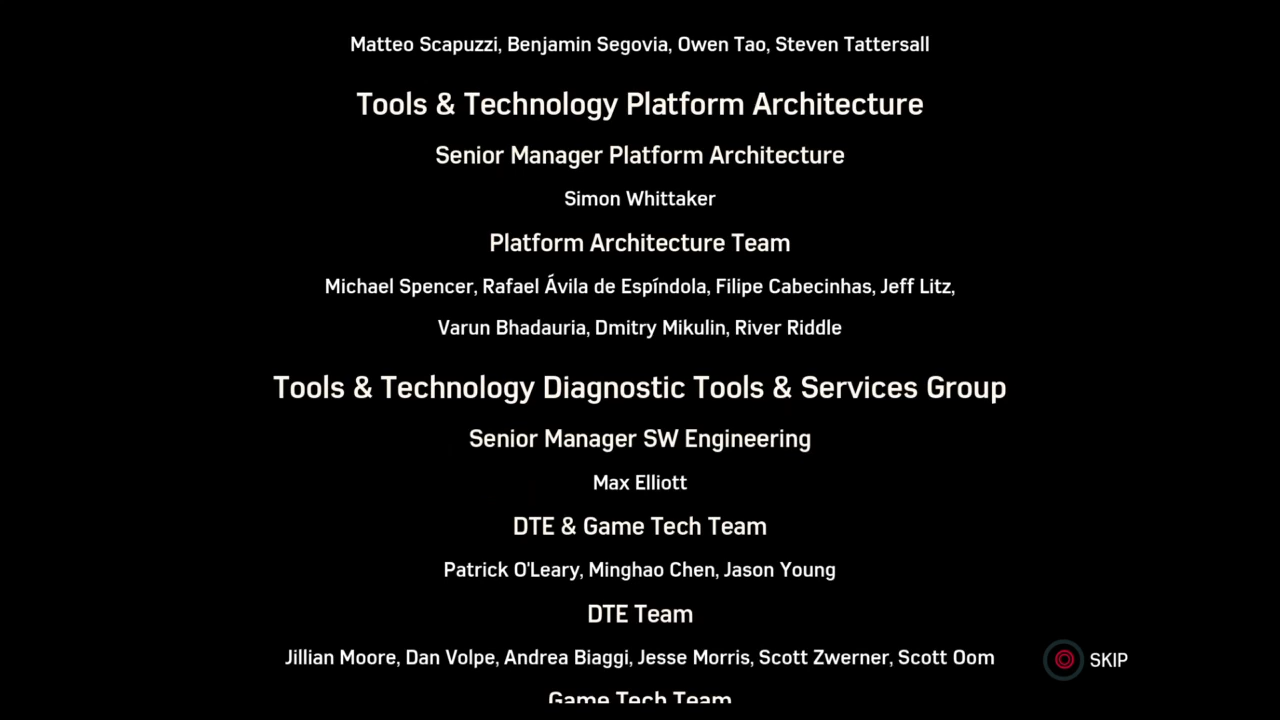 Matteo Scapuzzi, Benjamin Segovia, Owen Tao, Steven Tattersall
Tools & Technology Platform Architecture
Senior Manager Platform Architecture
Simon Whittaker
Platform Architecture Team
Michael Spencer, Rafael Ávila de Espíndola, Filipe Cabecinhas, Jeff Litz,
Varun Bhadauria, Dmitry Mikulin, River Riddle
Tools & Technology Diagnostic Tools & Services Group
Senior Manager SW Engineering
Max Elliott
DTE & Game Tech Team
Patrick O'Leary, Minghao Chen, Jason Young
DTE Team
Jillian Moore, Dan Volpe, Andrea Biaggi, Jesse Morris, Scott Zwerner, Scott Oom
SKIP
Game Tech Team